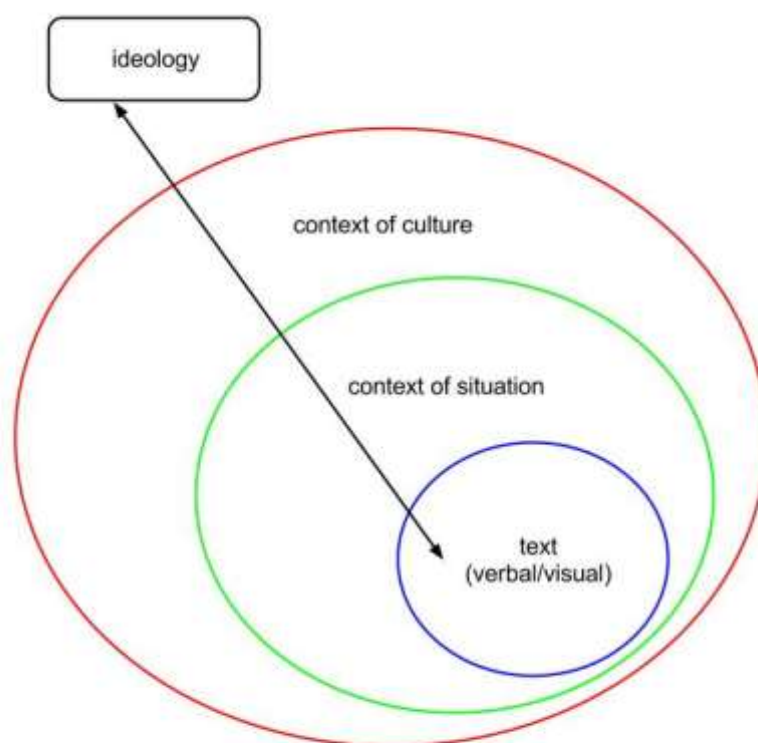 ideology
context of culture
context of situation
text
(verbal/visual)